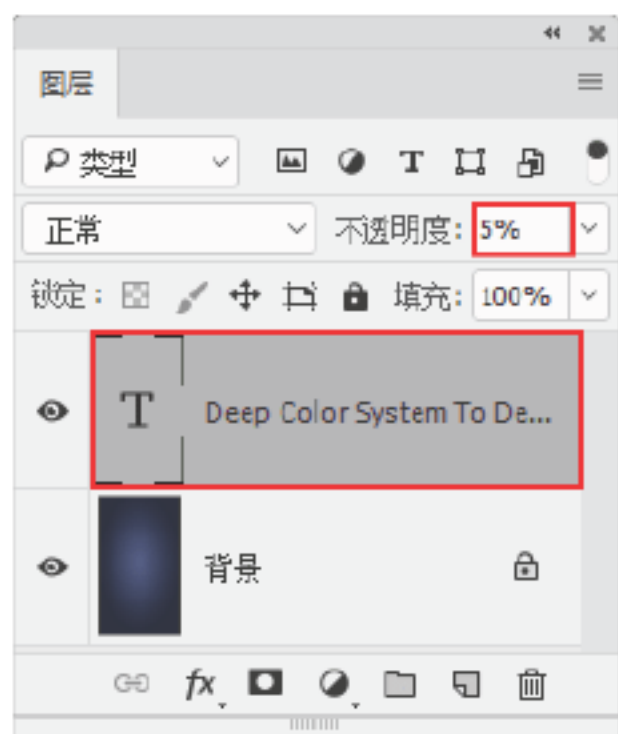 图层
类型
正常 不透明度: 5%
锁定: 填充: 100%
T Deep Color System To De...
背景
fx